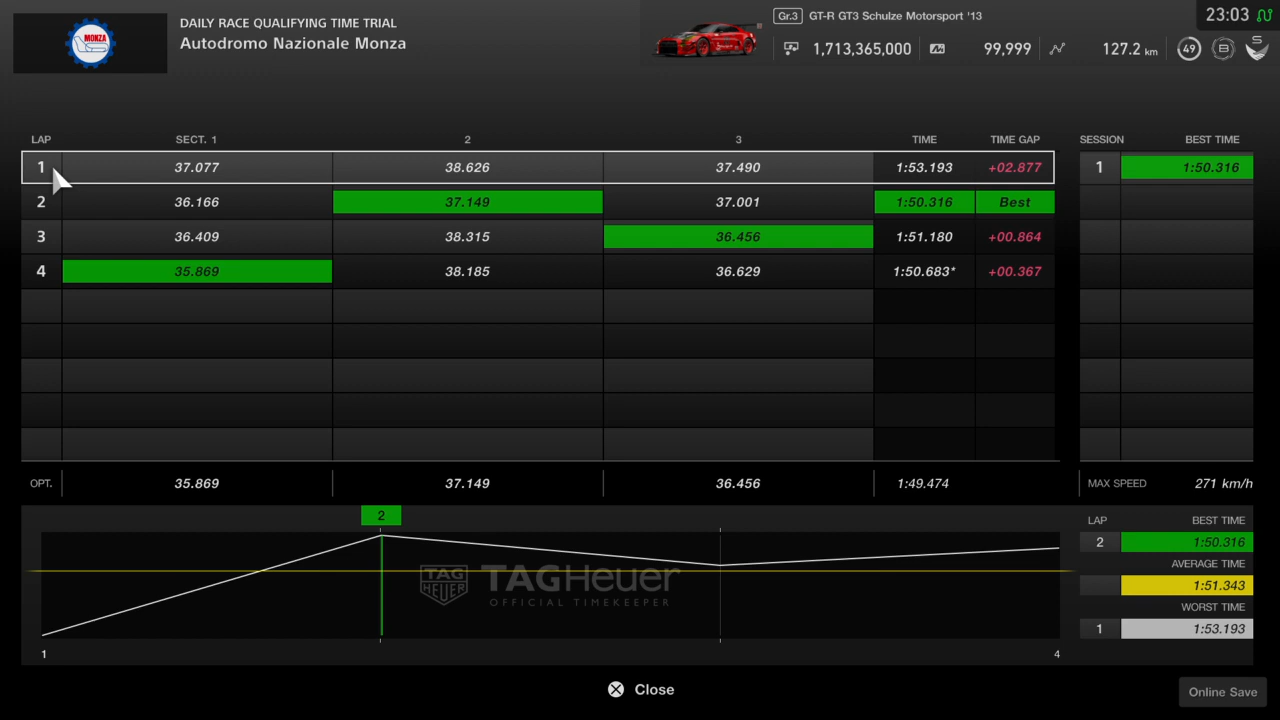 DAILY RACE QUALIFYING TIME TRIAL
Autodromo Nazionale Monza
MONZA
Gr.3 GT-R GT3 Schulze Motorsport '13
1,713,365,000 99,999 127.2 km 49 B S
23:03
LAP SECT. 1 2 3 TIME TIME GAP SESSION BEST TIME
1 37.077 38.626 37.490 1:53.193 +02.877 1 1:50.316
2 36.166 37.149 37.001 1:50.316 Best
3 36.409 38.315 36.456 1:51.180 +00.864
4 35.869 38.185 36.629 1:50.683* +00.367
OPT. 35.869 37.149 36.456 1:49.474 MAX SPEED 271 km/h
2
TAG HEUER TAGHeuer
OFFICIAL TIMEKEEPER
1 4
LAP BEST TIME
2 1:50.316
AVERAGE TIME
1:51.343
WORST TIME
1 1:53.193
Close
Online Save